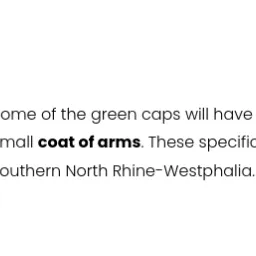 ome of the green caps will have
mall coat of arms. These specific
outhern North Rhine-Westphalia.